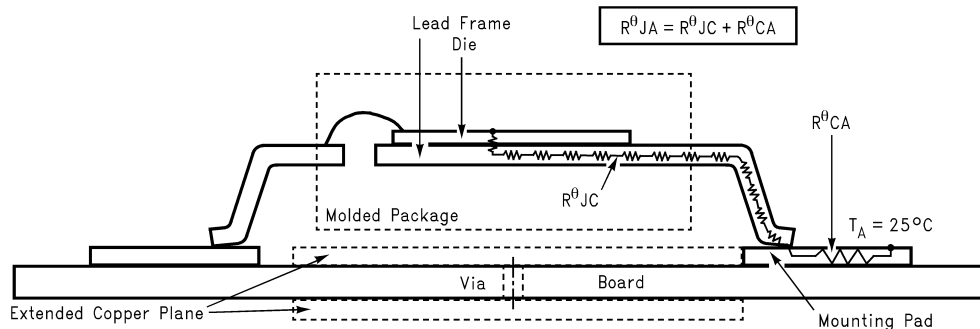 Lead Frame
Die
RθJA = RθJC + RθCA
RθCA
RθJC
Molded Package
TA = 25°C
Via
Board
Extended Copper Plane
Mounting Pad